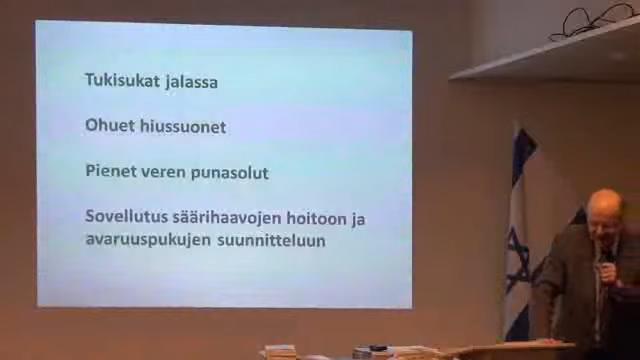 Tukisukat jalassa
Ohuet hiussuonet
Pienet veren punasolut
Sovellutus säärihaavojen hoitoon ja
avaruuspukujen suunnitteluun